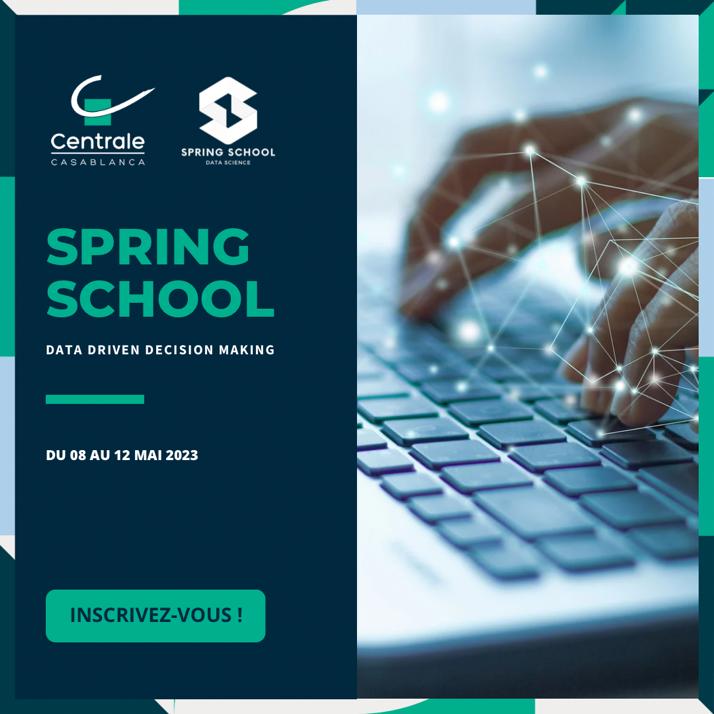 Centrale
CASABLANCA
SPRING SCHOOL
DATA SCIENCE
SPRING
SCHOOL
DATA DRIVEN DECISION MAKING
DU 08 AU 12 MAI 2023
INSCRIVEZ-VOUS !